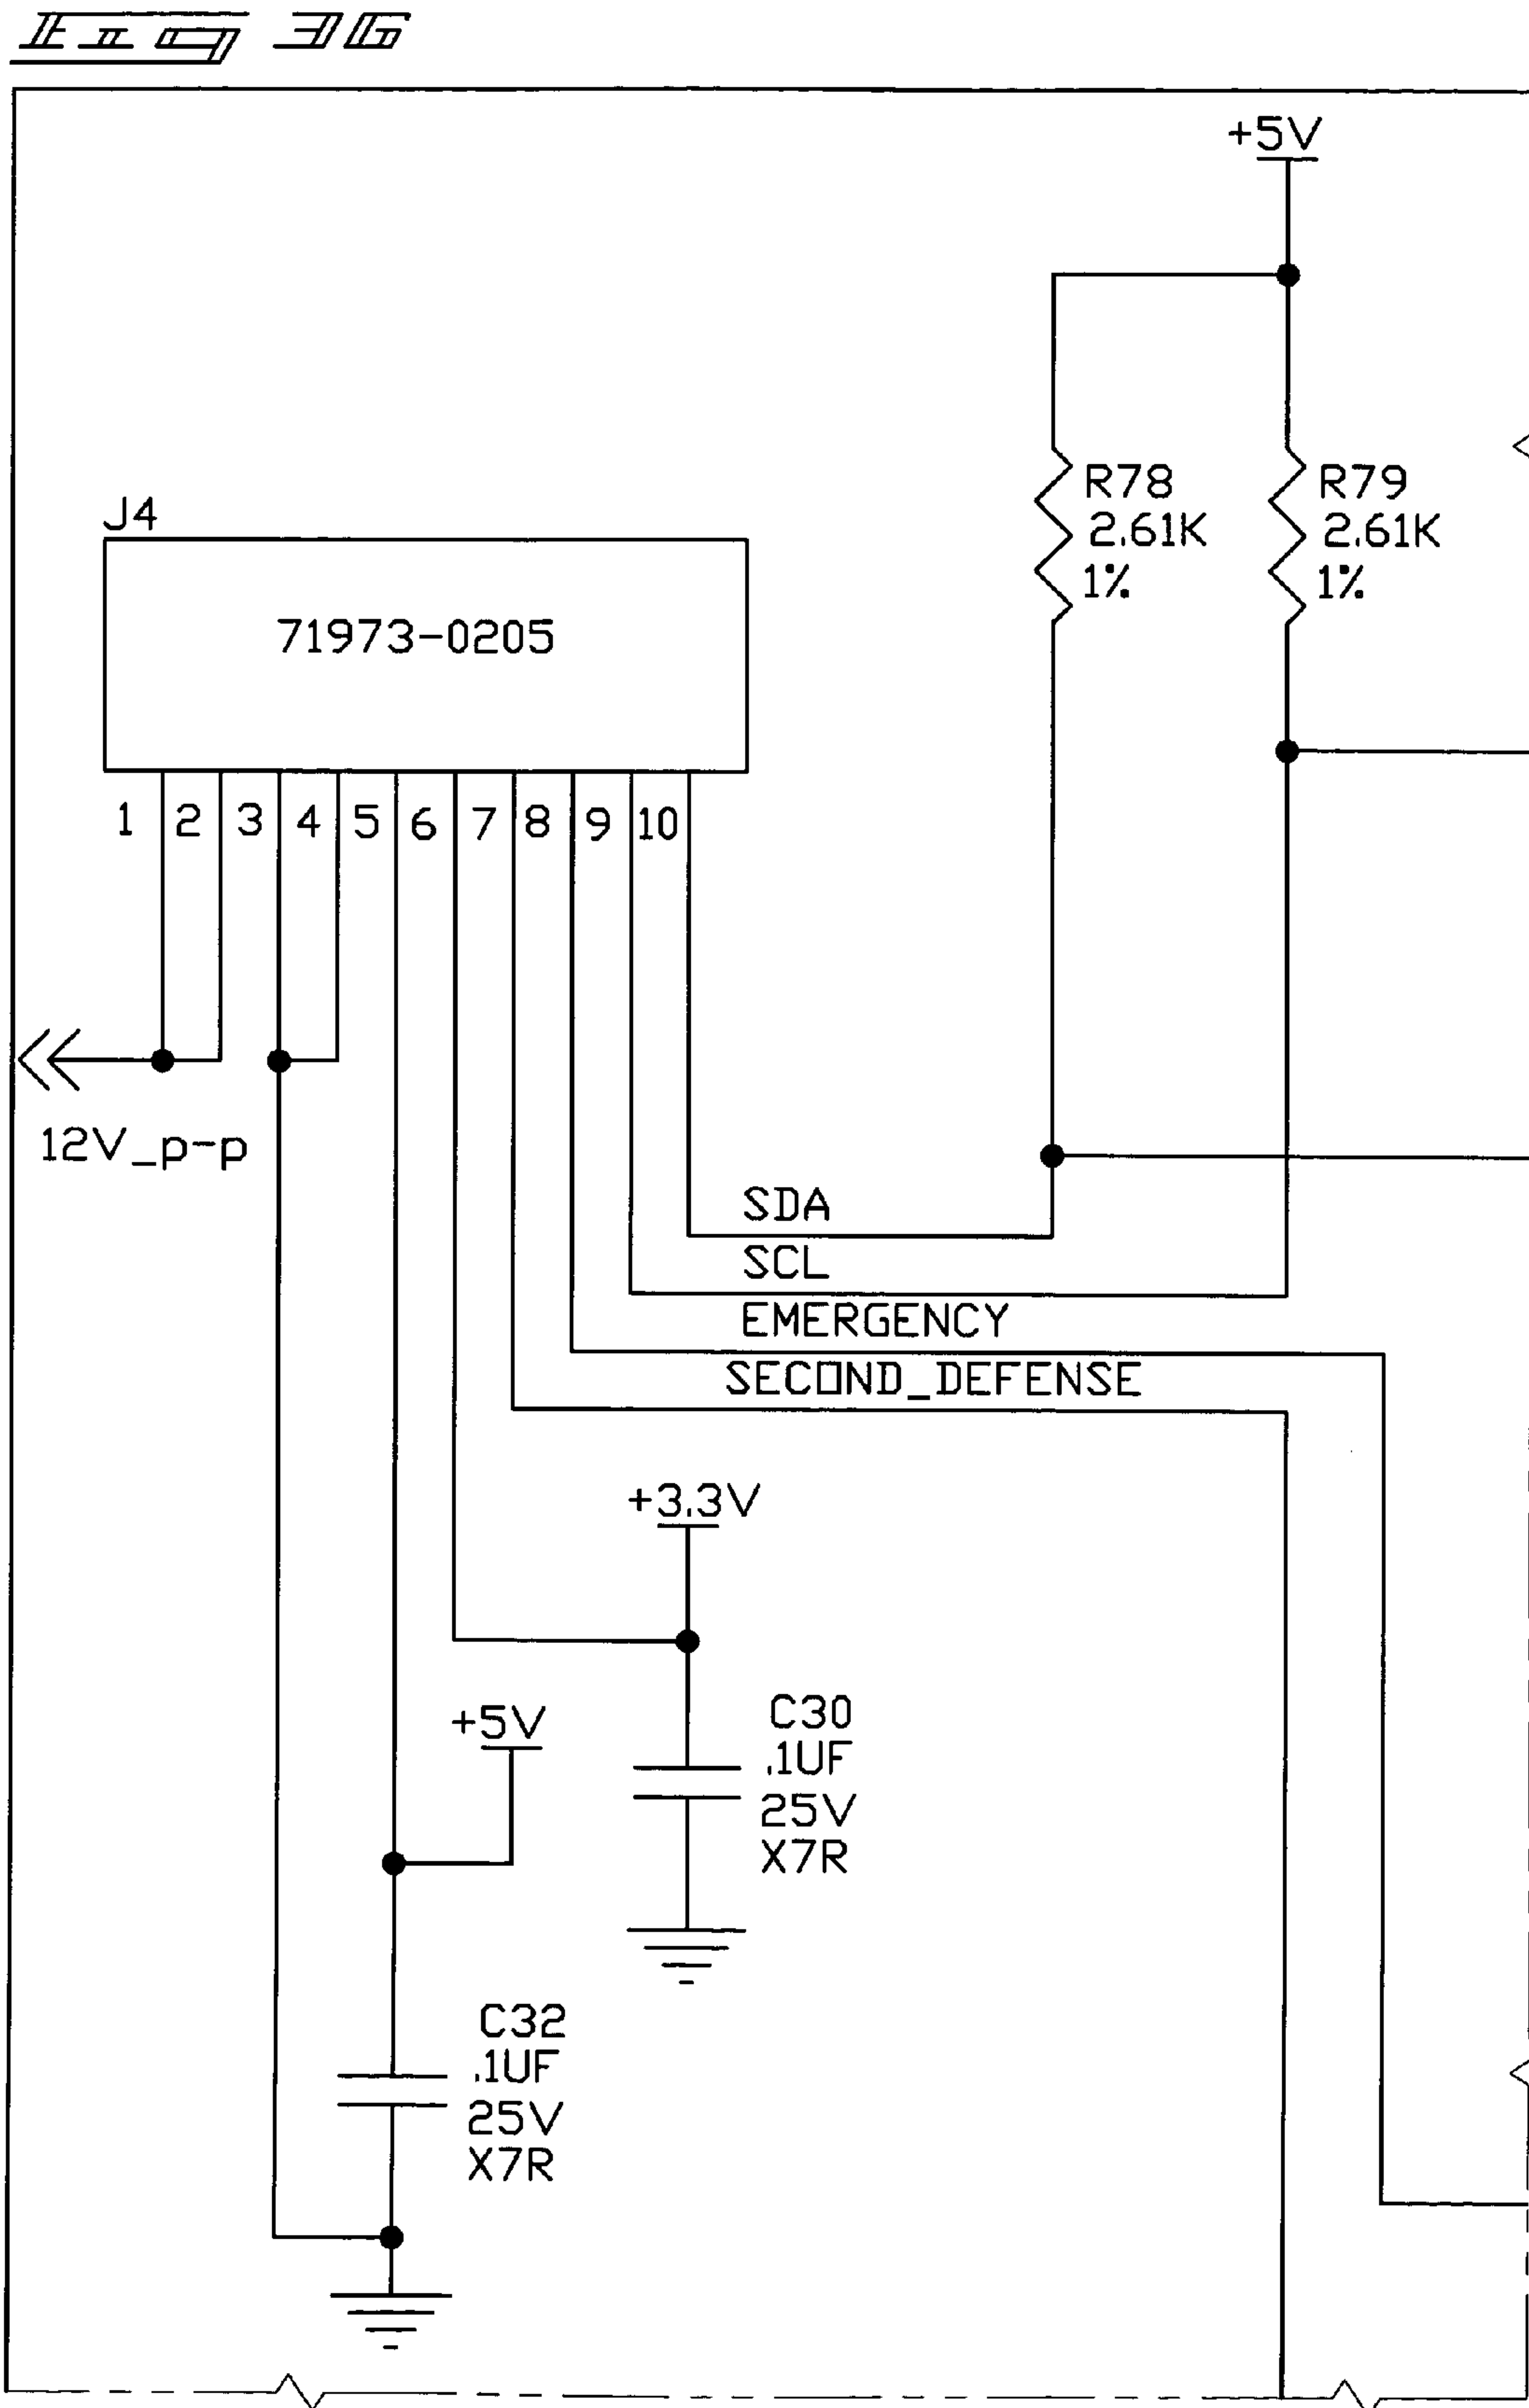 Fig 3G
+5V
R78
2.61K
1%
R79
2.61K
1%
J4
71973-0205
1 2 3 4 5 6 7 8 9 10
12V_p-p
SDA
SCL
EMERGENCY
SECOND_DEFENSE
+3.3V
C30
.1UF
25V
X7R
+5V
C32
.1UF
25V
X7R